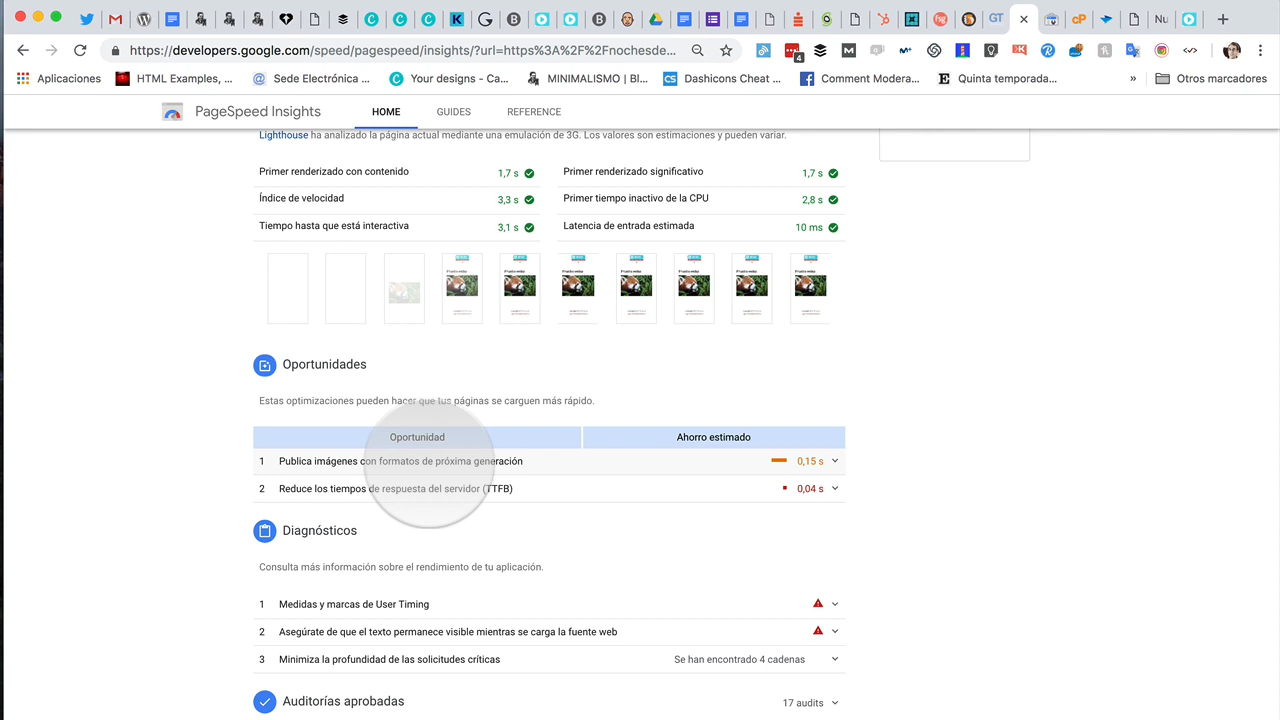 GT
cP
Nu
https://developers.google.com/speed/pagespeed/insights/?url=https%3A%2F%2Fnochesde...
4
Aplicaciones
HTML Examples, ...
Sede Electrónica ...
Your designs - Ca...
MINIMALISMO | Bl...
CS
Dashicons Cheat ...
Comment Modera...
E
Quinta temporada...
»
Otros marcadores
PageSpeed Insights
HOME
GUIDES
REFERENCE
Lighthouse ha analizado la página actual mediante una emulación de 3G. Los valores son estimaciones y pueden variar.
Primer renderizado con contenido
1,7 s
Primer renderizado significativo
1,7 s
Índice de velocidad
3,3 s
Primer tiempo inactivo de la CPU
2,8 s
Tiempo hasta que está interactiva
3,1 s
Latencia de entrada estimada
10 ms
Oportunidades
Estas optimizaciones pueden hacer que tus páginas se carguen más rápido.
Oportunidad
Ahorro estimado
1 Publica imágenes con formatos de próxima generación
0,15 s
2 Reduce los tiempos de respuesta del servidor (TTFB)
0,04 s
Diagnósticos
Consulta más información sobre el rendimiento de tu aplicación.
1 Medidas y marcas de User Timing
2 Asegúrate de que el texto permanece visible mientras se carga la fuente web
3 Minimiza la profundidad de las solicitudes críticas
Se han encontrado 4 cadenas
Auditorías aprobadas
17 audits